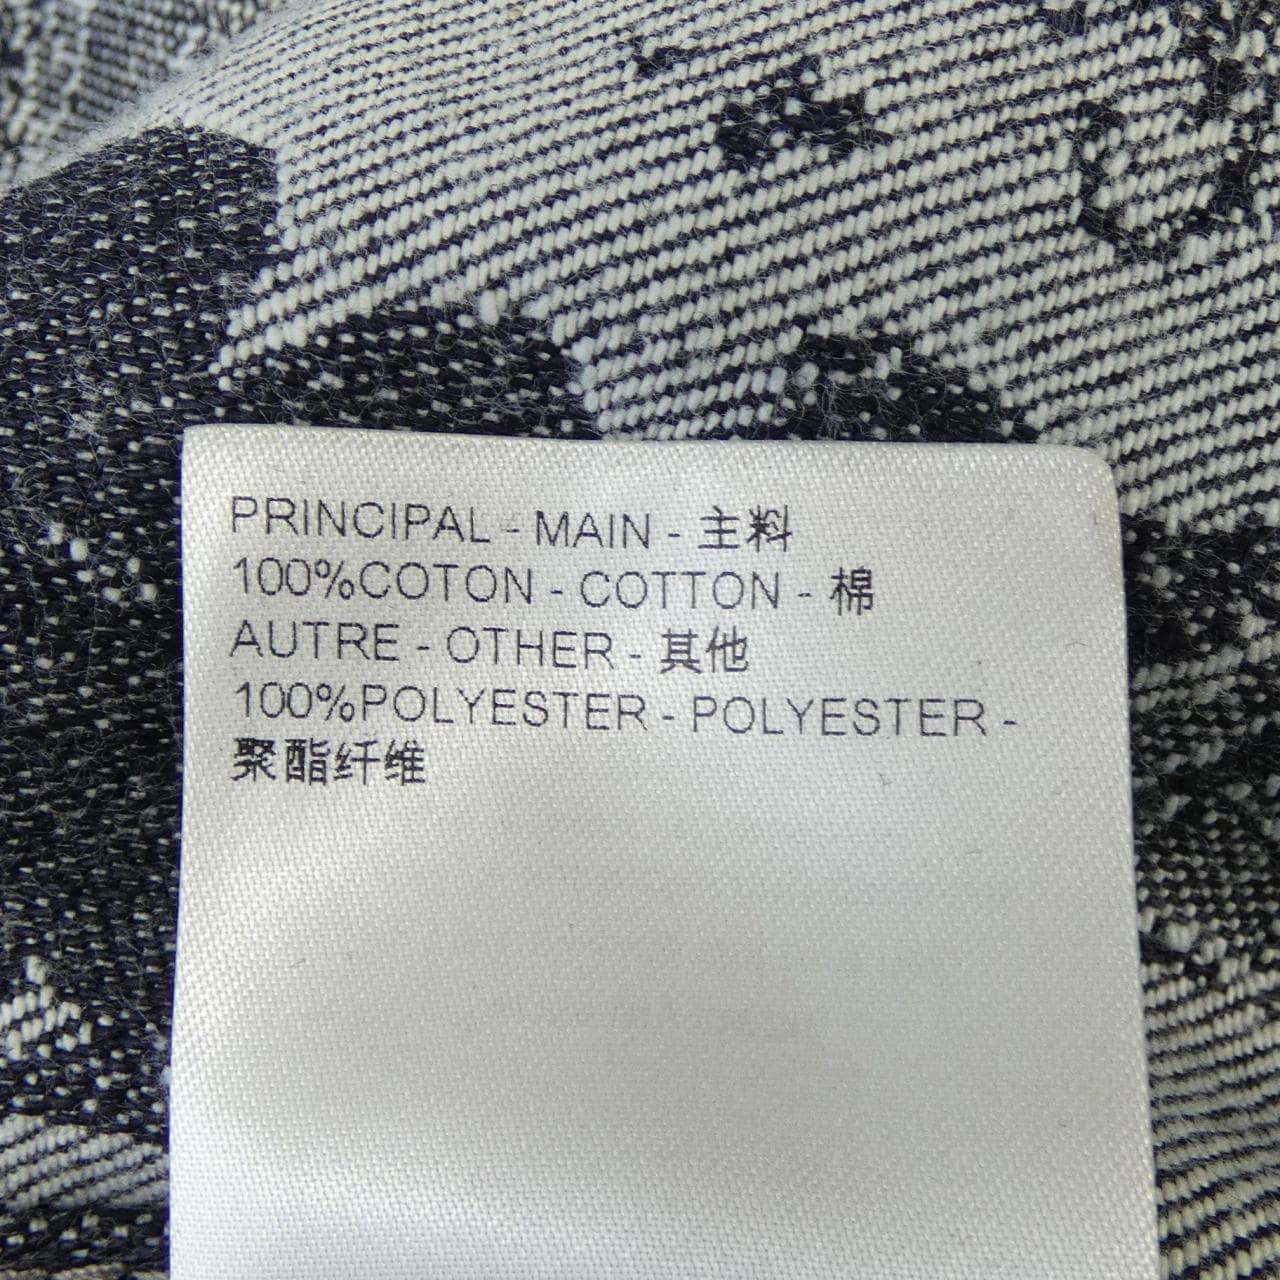 PRINCIPAL - MAIN - 主料
100%COTON - COTTON - 棉
AUTRE - OTHER - 其他
100%POLYESTER - POLYESTER -
聚酯纤维